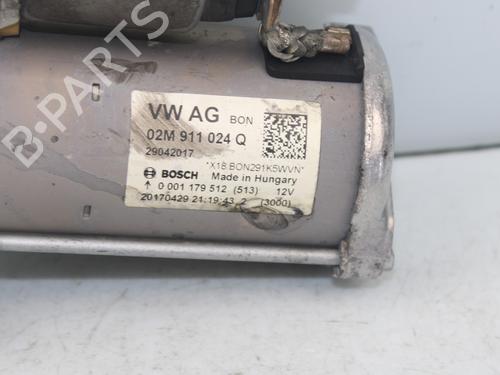 VW AG BON
02M 911 024 Q
29042017
*X18 BON291K5WVN*
BOSCH Made in Hungary
↑ 0 001 179 512 (513) 12V
20170429 21:19:43 2 (3000)